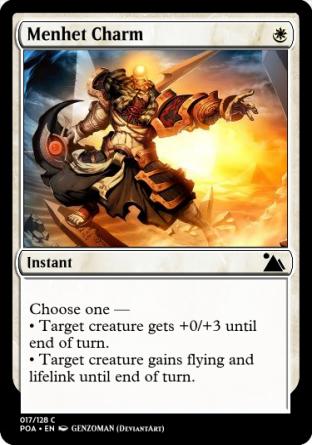 Menhet Charm
Instant
Choose one —
• Target creature gets +0/+3 until
end of turn.
• Target creature gains flying and
lifelink until end of turn.
017/128 C
POA • EN GENZOMAN (DEVIANTART)